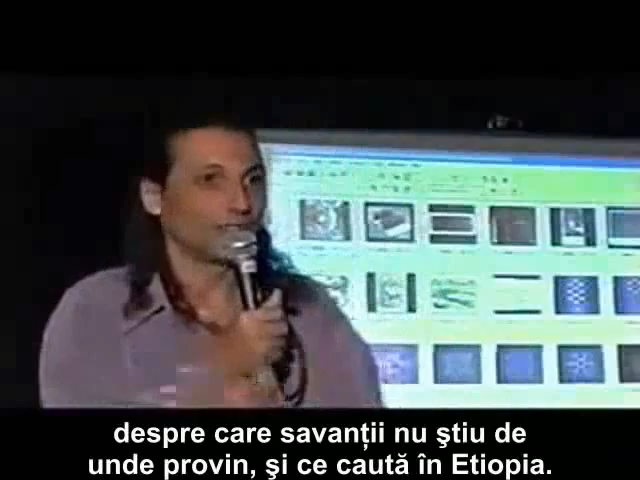 despre care savanții nu ştiu de
unde provin, şi ce caută în Etiopia.